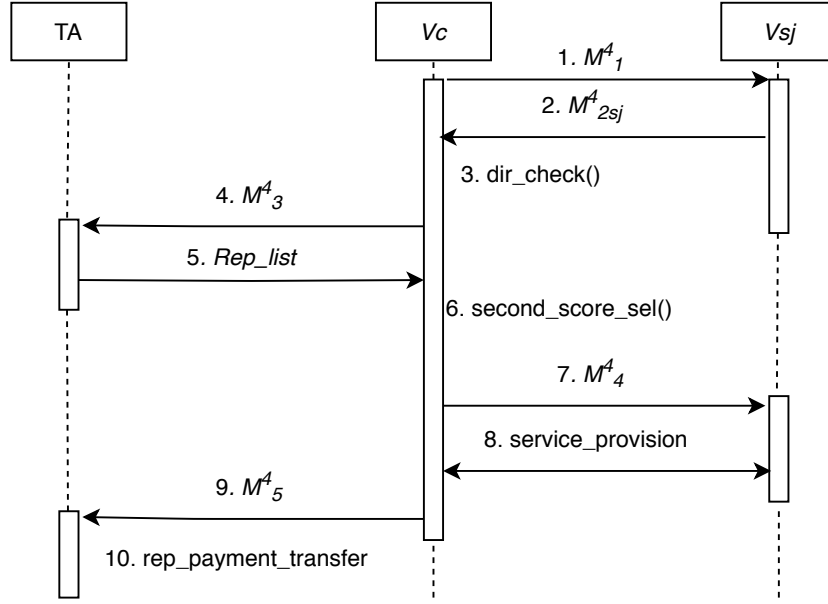 TA
Vc
Vsj
1. M⁴₁
2. M⁴₂sj
3. dir_check()
4. M⁴₃
5. Rep_list
6. second_score_sel()
7. M⁴₄
8. service_provision
9. M⁴₅
10. rep_payment_transfer